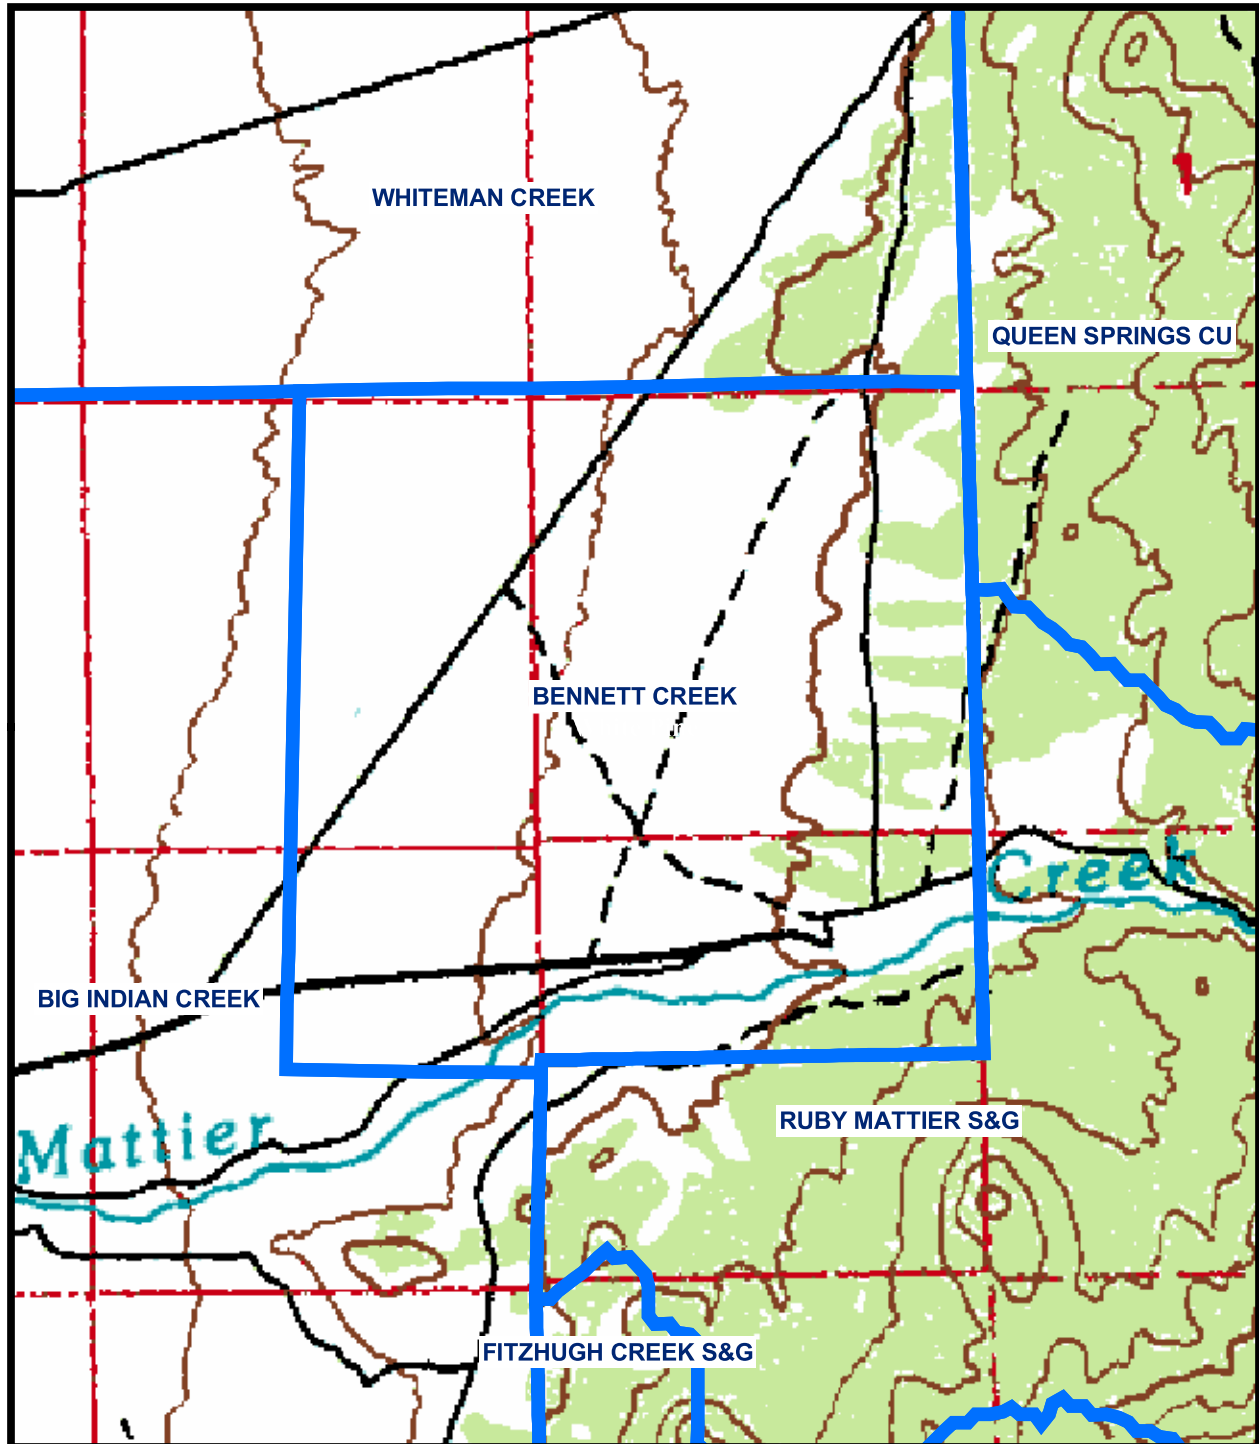 WHITEMAN CREEK
QUEEN SPRINGS CU
BENNETT CREEK
Creek
BIG INDIAN CREEK
Mattier
RUBY MATTIER S&G
FITZHUGH CREEK S&G